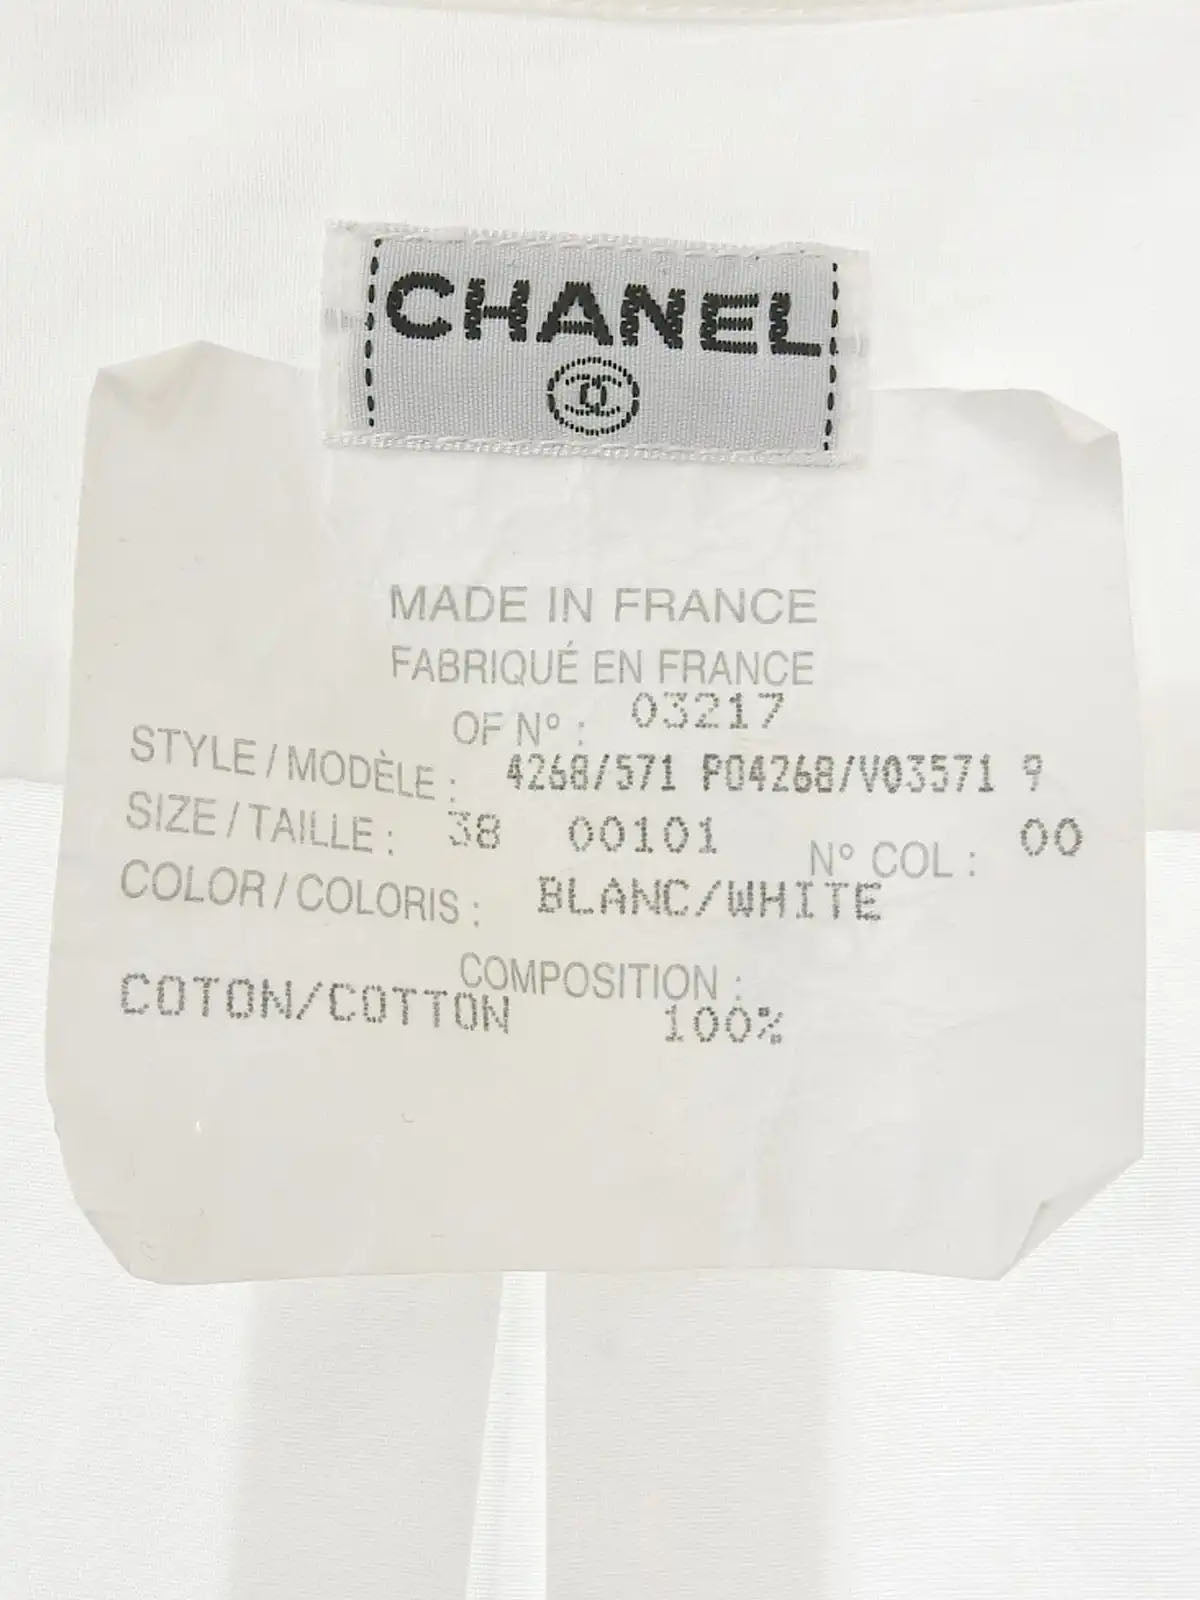 CHANEL
MADE IN FRANCE
FABRIQUÉ EN FRANCE
OF Nº : 03217
STYLE / MODÈLE : 4268/571 P04268/V03571 9
SIZE / TAILLE : 38 00101 N° COL : 00
COLOR / COLORIS : BLANC/WHITE
COMPOSITION :
COTON/COTTON 100%